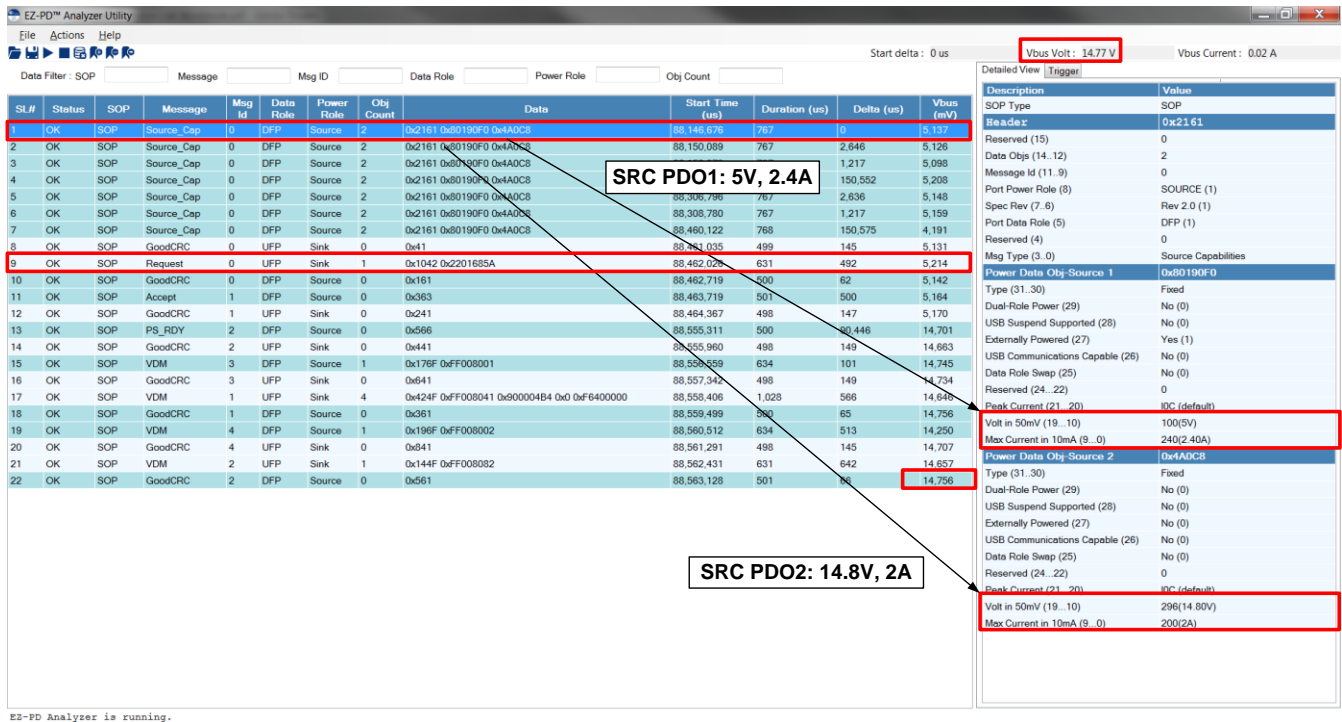 EZ-PD™ Analyzer Utility
File Actions Help
Start delta : 0 us Vbus Volt : 14.77 V Vbus Current : 0.02 A
Data Filter : SOP Message Msg ID Data Role Power Role Obj Count
SL# Status SOP Message Msg Id Data Role Power Role Obj Count Data Start Time (us) Duration (us) Delta (us) Vbus (mV)
1 OK SOP Source_Cap 0 DFP Source 2 0x2161 0x80190F0 0x4A0C8 88,146,676 767 0 5,137
2 OK SOP Source_Cap 0 DFP Source 2 0x2161 0x80190F0 0x4A0C8 88,150,089 767 2,646 5,126
3 OK SOP Source_Cap 0 DFP Source 2 0x2161 0x80190F0 0x4A0C8 1,217 5,098
4 OK SOP Source_Cap 0 DFP Source 2 0x2161 0x80190F0 0x4A0C8 150,552 5,208
5 OK SOP Source_Cap 0 DFP Source 2 0x2161 0x80190F0 0x4A0C8 88,306,796 767 2,636 5,148
6 OK SOP Source_Cap 0 DFP Source 2 0x2161 0x80190F0 0x4A0C8 88,308,780 767 1,217 5,159
7 OK SOP Source_Cap 0 DFP Source 2 0x2161 0x80190F0 0x4A0C8 88,460,122 768 150,575 4,191
8 OK SOP GoodCRC 0 UFP Sink 0 0x41 88,461,035 499 145 5,131
9 OK SOP Request 0 UFP Sink 1 0x1042 0x2201685A 88,462,026 631 492 5,214
10 OK SOP GoodCRC 0 DFP Source 0 0x161 88,462,719 500 62 5,142
11 OK SOP Accept 1 DFP Source 0 0x363 88,463,719 501 500 5,164
12 OK SOP GoodCRC 1 UFP Sink 0 0x241 88,464,367 498 147 5,170
13 OK SOP PS_RDY 2 DFP Source 0 0x566 88,555,311 500 90,446 14,701
14 OK SOP GoodCRC 2 UFP Sink 0 0x441 88,555,960 498 149 14,663
15 OK SOP VDM 3 DFP Source 1 0x176F 0xFF008001 88,556,559 634 101 14,745
16 OK SOP GoodCRC 3 UFP Sink 0 0x641 88,557,342 498 149 14,734
17 OK SOP VDM 1 UFP Sink 4 0x424F 0xFF008041 0x900004B4 0x0 0xF6400000 88,558,406 1,028 566 14,646
18 OK SOP GoodCRC 1 DFP Source 0 0x361 88,559,499 500 65 14,756
19 OK SOP VDM 4 DFP Source 1 0x196F 0xFF008002 88,560,512 634 513 14,250
20 OK SOP GoodCRC 4 UFP Sink 0 0x841 88,561,291 498 145 14,707
21 OK SOP VDM 2 UFP Sink 1 0x144F 0xFF008082 88,562,431 631 642 14,657
22 OK SOP GoodCRC 2 DFP Source 0 0x561 88,563,128 501 66 14,756
SRC PDO1: 5V, 2.4A
SRC PDO2: 14.8V, 2A
Detailed View Trigger
Description Value
SOP Type SOP
Header 0x2161
Reserved (15) 0
Data Objs (14..12) 2
Message Id (11..9) 0
Port Power Role (8) SOURCE (1)
Spec Rev (7..6) Rev 2.0 (1)
Port Data Role (5) DFP (1)
Reserved (4) 0
Msg Type (3..0) Source Capabilities
Power Data Obj-Source 1 0x80190F0
Type (31..30) Fixed
Dual-Role Power (29) No (0)
USB Suspend Supported (28) No (0)
Externally Powered (27) Yes (1)
USB Communications Capable (26) No (0)
Data Role Swap (25) No (0)
Reserved (24...22) 0
Peak Current (21...20) I0C (default)
Volt in 50mV (19...10) 100(5V)
Max Current in 10mA (9...0) 240(2.40A)
Power Data Obj-Source 2 0x4A0C8
Type (31..30) Fixed
Dual-Role Power (29) No (0)
USB Suspend Supported (28) No (0)
Externally Powered (27) No (0)
USB Communications Capable (26) No (0)
Data Role Swap (25) No (0)
Reserved (24...22) 0
Peak Current (21...20) I0C (default)
Volt in 50mV (19...10) 296(14.80V)
Max Current in 10mA (9...0) 200(2A)
EZ-PD Analyzer is running.